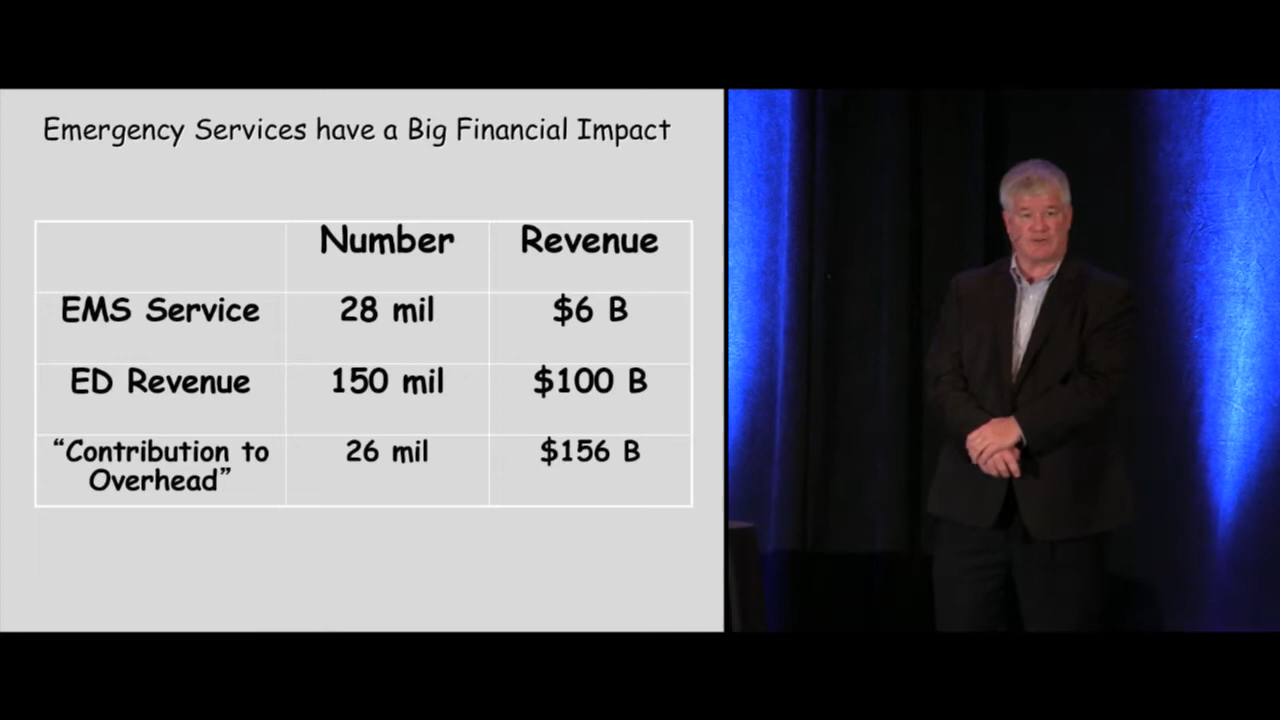 Emergency Services have a Big Financial Impact
Number Revenue
EMS Service 28 mil $6 B
ED Revenue 150 mil $100 B
“Contribution to 26 mil $156 B
Overhead”